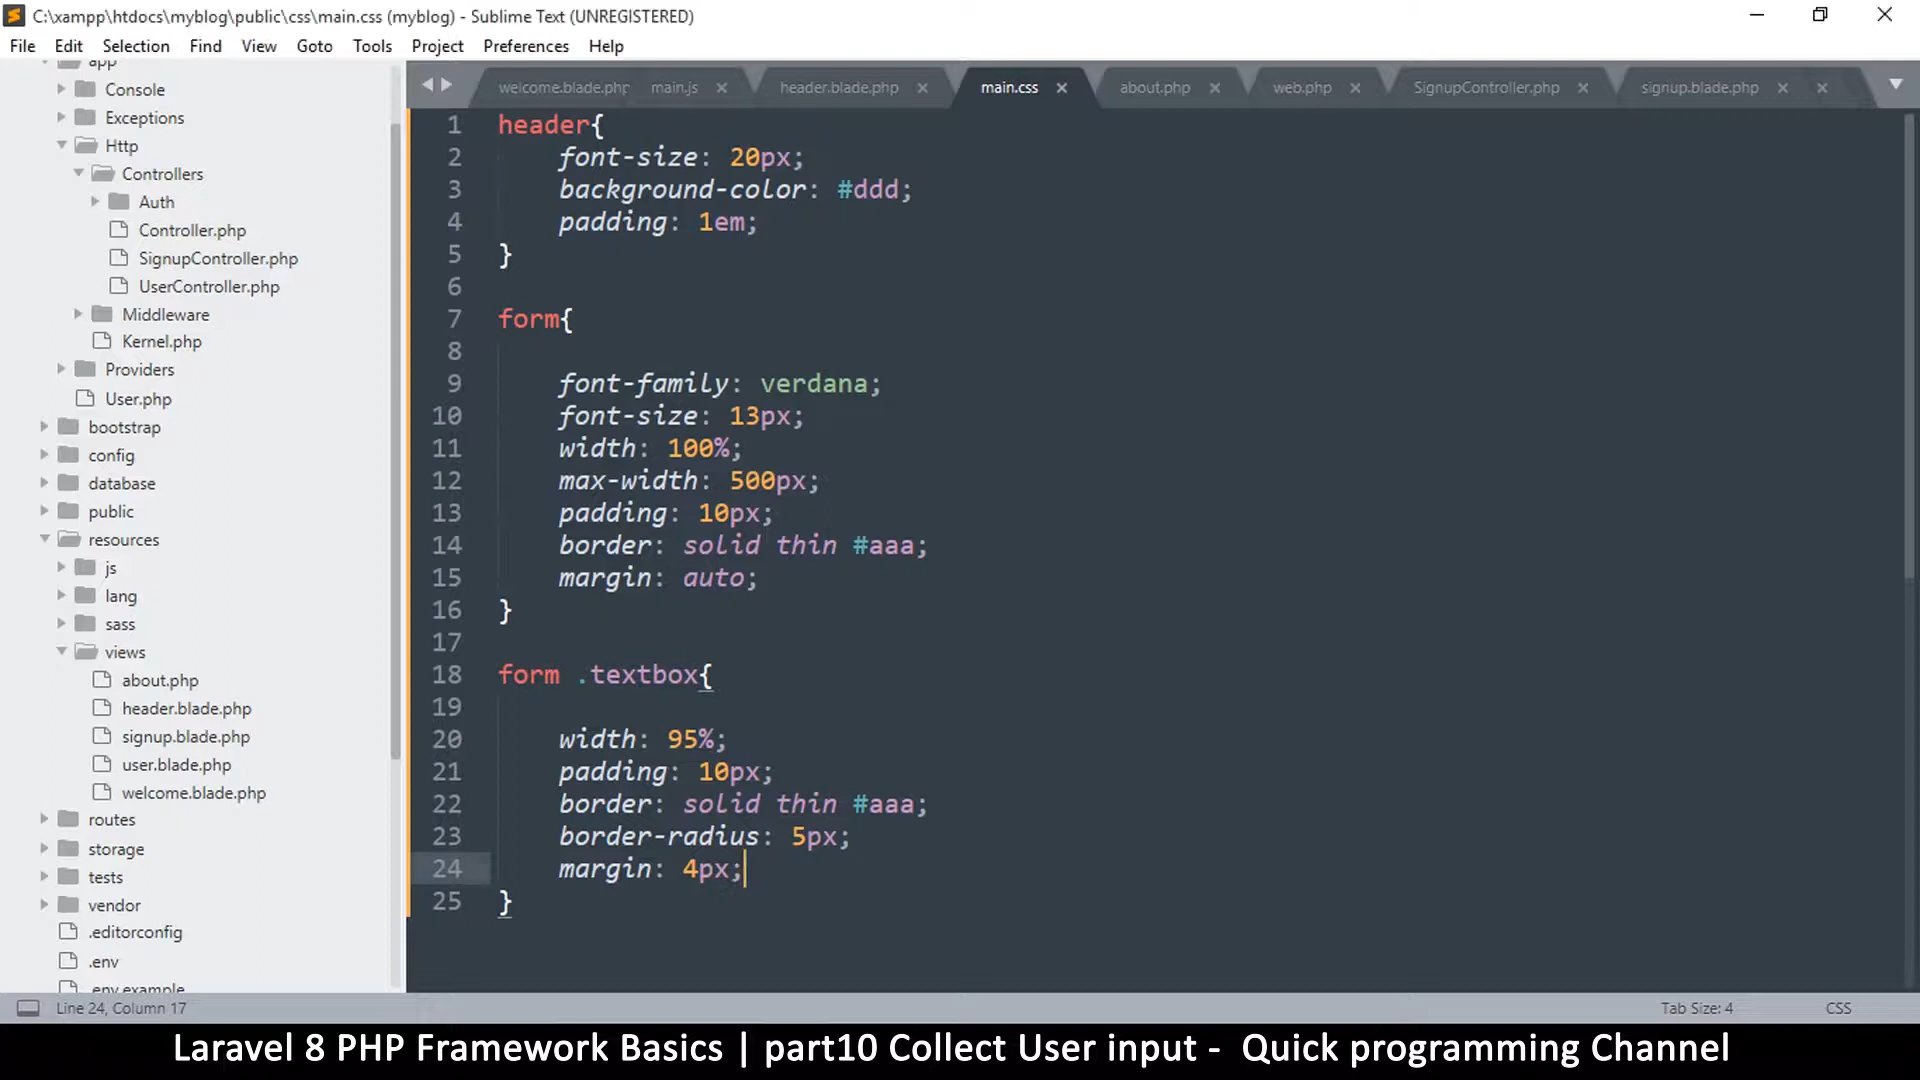 C:\xampp\htdocs\myblog\public\css\main.css (myblog) - Sublime Text (UNREGISTERED)
File Edit Selection Find View Goto Tools Project Preferences Help
app
Console
Exceptions
Http
Controllers
Auth
Controller.php
SignupController.php
UserController.php
Middleware
Kernel.php
Providers
User.php
bootstrap
config
database
public
resources
js
lang
sass
views
about.php
header.blade.php
signup.blade.php
user.blade.php
welcome.blade.php
routes
storage
tests
vendor
.editorconfig
.env
.env.example
welcome.blade.php main.js header.blade.php main.css about.php web.php SignupController.php signup.blade.php
1 header{
2 font-size: 20px;
3 background-color: #ddd;
4 padding: 1em;
5 }
6
7 form{
8
9 font-family: verdana;
10 font-size: 13px;
11 width: 100%;
12 max-width: 500px;
13 padding: 10px;
14 border: solid thin #aaa;
15 margin: auto;
16 }
17
18 form .textbox{
19
20 width: 95%;
21 padding: 10px;
22 border: solid thin #aaa;
23 border-radius: 5px;
24 margin: 4px;
25 }
Line 24, Column 17 Tab Size: 4 CSS
Laravel 8 PHP Framework Basics | part10 Collect User input - Quick programming Channel